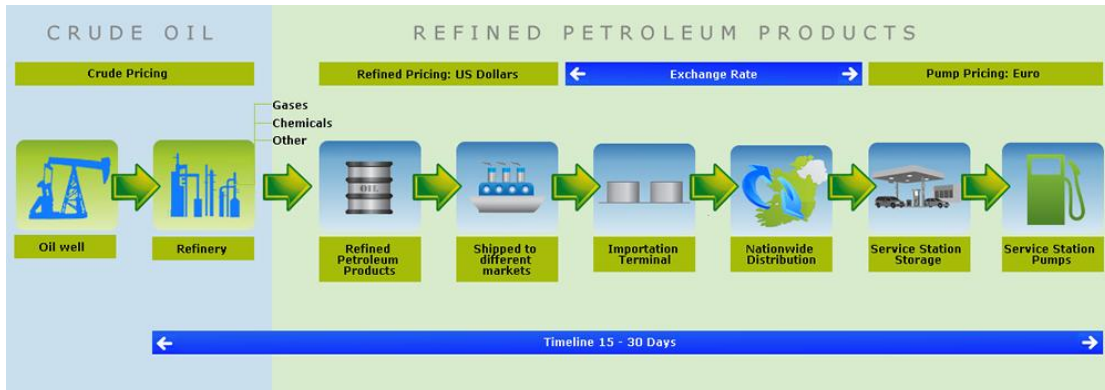 CRUDE OIL
REFINED PETROLEUM PRODUCTS
Crude Pricing
Refined Pricing: US Dollars
Exchange Rate
Pump Pricing: Euro
Gases
Chemicals
Other
OIL
Oil well
Refinery
Refined
Petroleum
Products
Shipped to
different
markets
Importation
Terminal
Nationwide
Distribution
Service Station
Storage
Service Station
Pumps
Timeline 15 - 30 Days